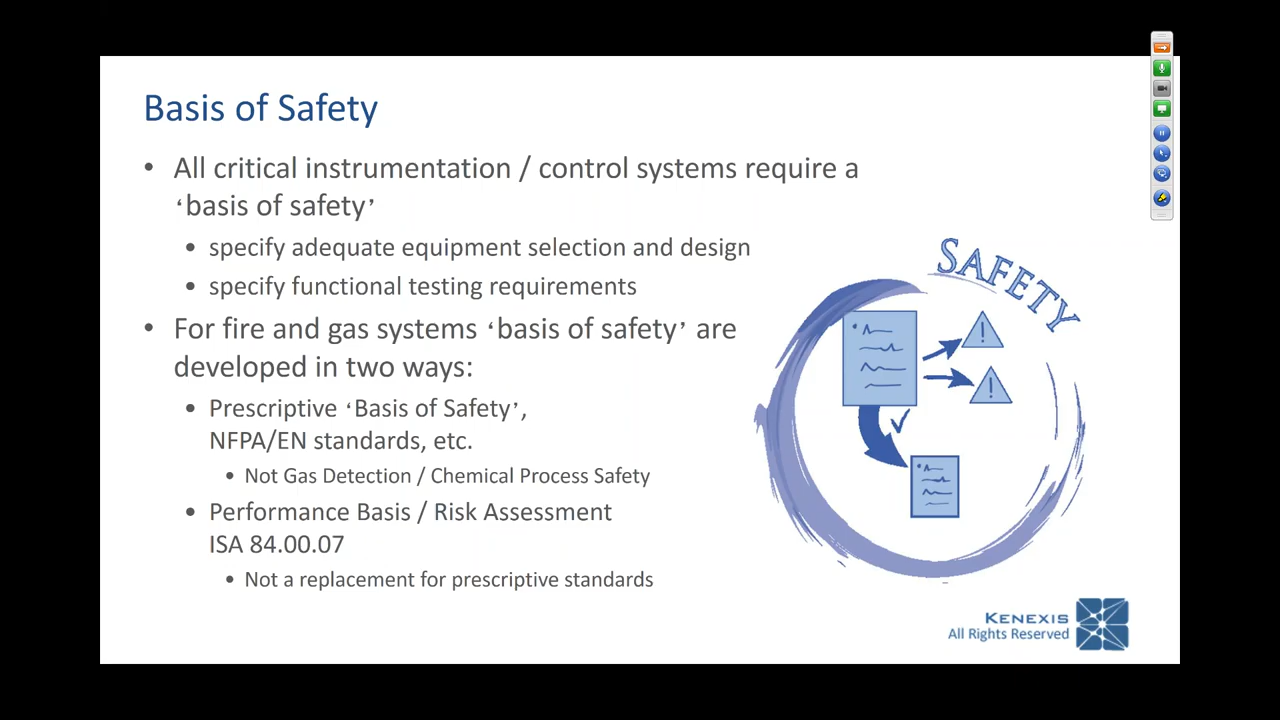 Basis of Safety
• All critical instrumentation / control systems require a
‘basis of safety’
• specify adequate equipment selection and design
• specify functional testing requirements
• For fire and gas systems ‘basis of safety’ are
developed in two ways:
• Prescriptive ‘Basis of Safety’,
NFPA/EN standards, etc.
• Not Gas Detection / Chemical Process Safety
• Performance Basis / Risk Assessment
ISA 84.00.07
• Not a replacement for prescriptive standards
SAFETY
KENEXIS
All Rights Reserved